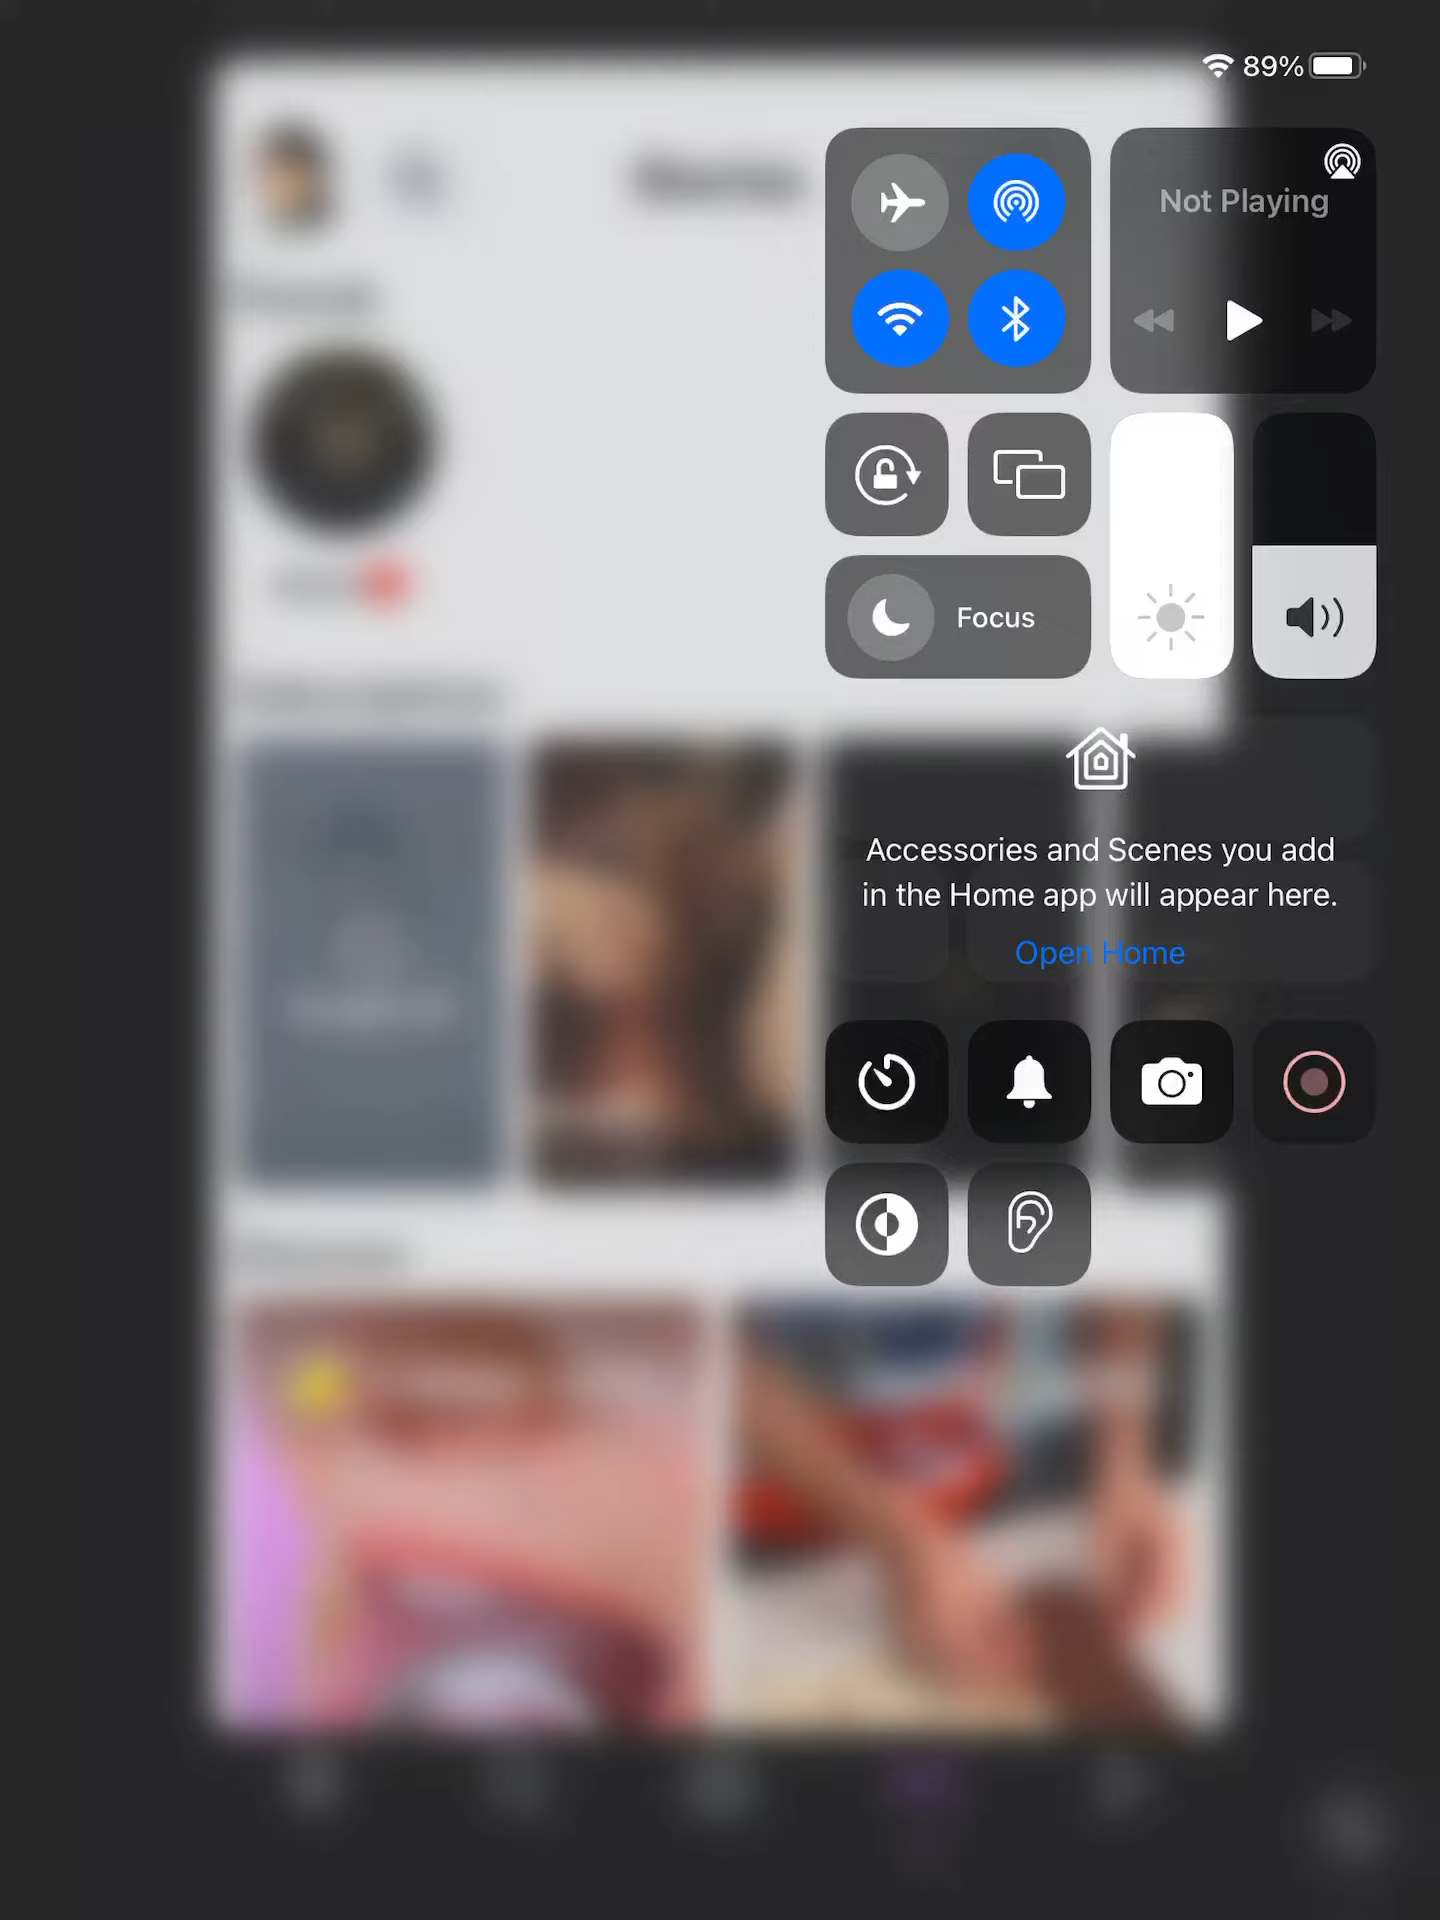 89%
Not Playing
Focus
Accessories and Scenes you add
in the Home app will appear here.
Open Home